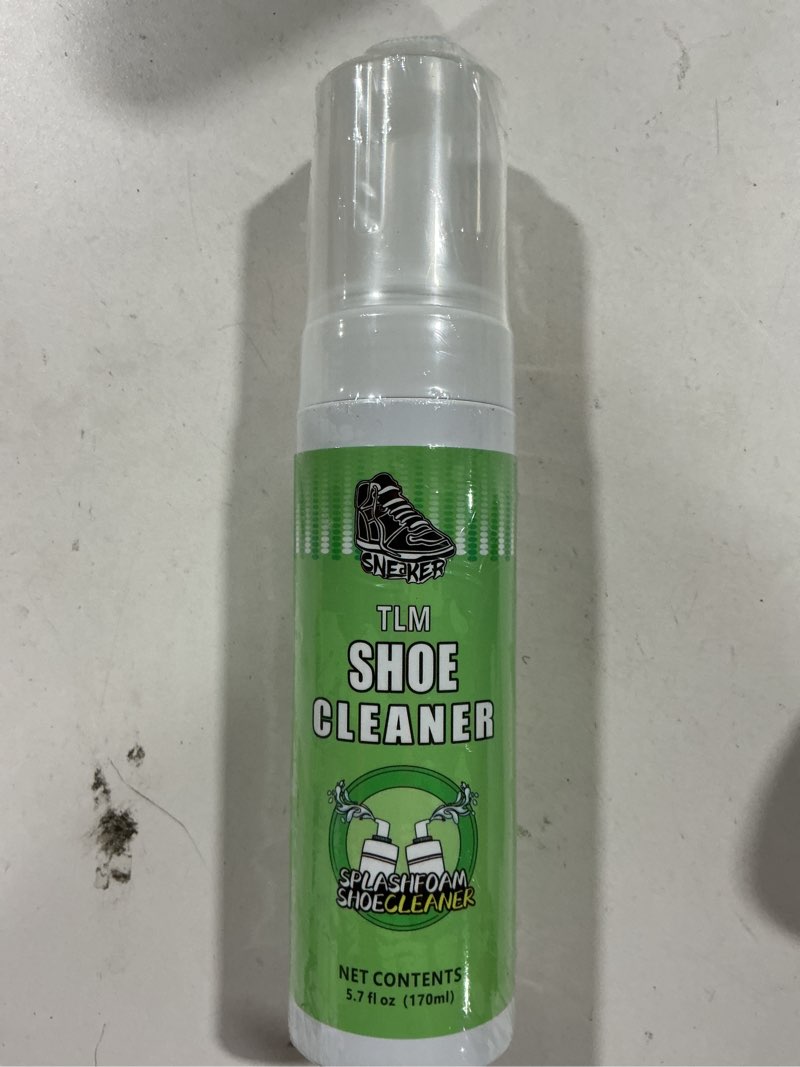 SNEaKER
TLM
SHOE
CLEANER
SPLASHFOAM
SHOECLEANER
NET CONTENTS
5.7 fl oz (170ml)